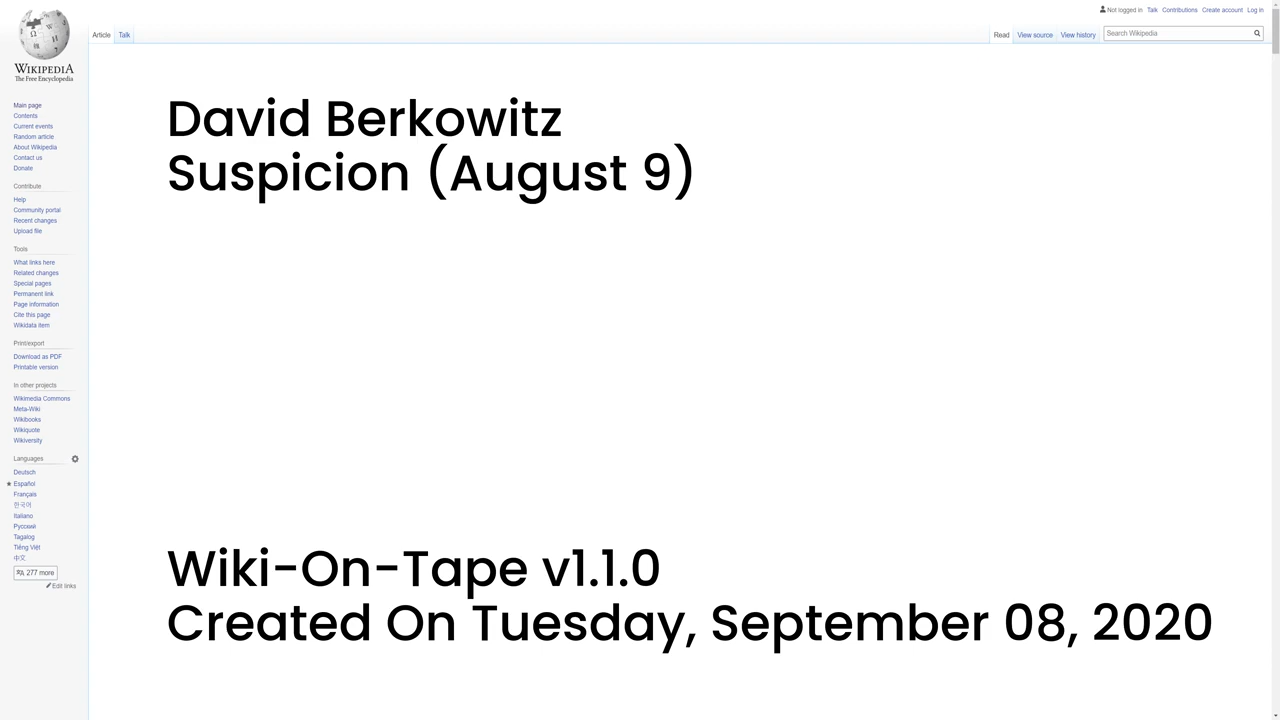 Not logged in Talk Contributions Create account Log in
Article Talk Read View source View history Search Wikipedia
WIKIPEDIA
The Free Encyclopedia
Main page
Contents
Current events
Random article
About Wikipedia
Contact us
Donate
Contribute
Help
Community portal
Recent changes
Upload file
Tools
What links here
Related changes
Special pages
Permanent link
Page information
Cite this page
Wikidata item
Print/export
Download as PDF
Printable version
In other projects
Wikimedia Commons
Meta-Wiki
Wikibooks
Wikiquote
Wikiversity
Languages
Deutsch
Español
Français
한국어
Italiano
Русский
Tagalog
Tiếng Việt
中文
277 more
Edit links
David Berkowitz
Suspicion (August 9)
Wiki-On-Tape v1.1.0
Created On Tuesday, September 08, 2020